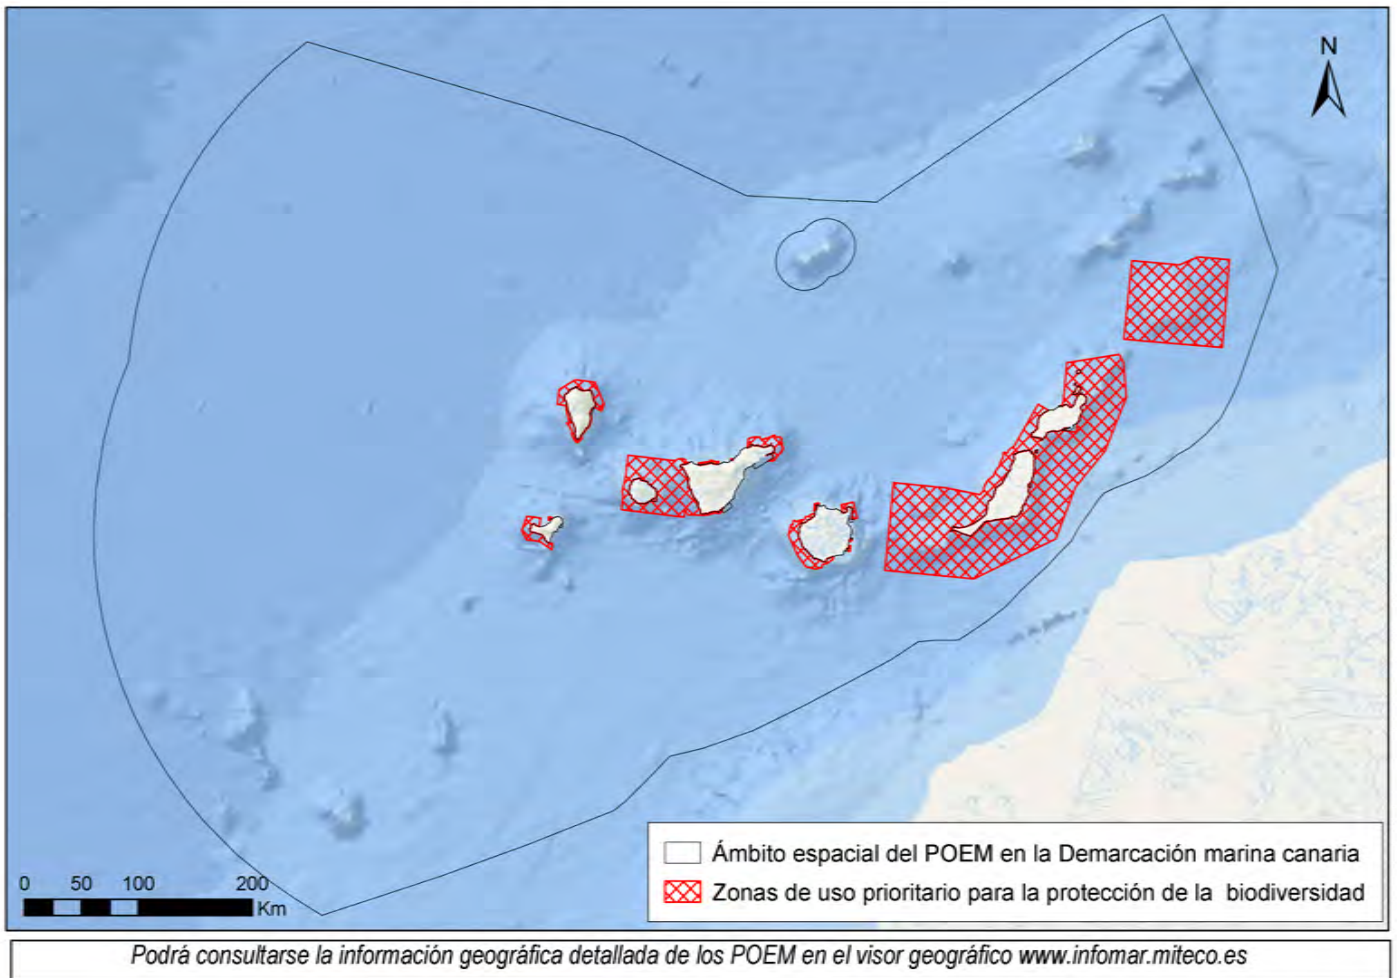 N
Ámbito espacial del POEM en la Demarcación marina canaria
Zonas de uso prioritario para la protección de la biodiversidad
0 50 100 200
Km
Podrá consultarse la información geográfica detallada de los POEM en el visor geográfico www.infomar.miteco.es